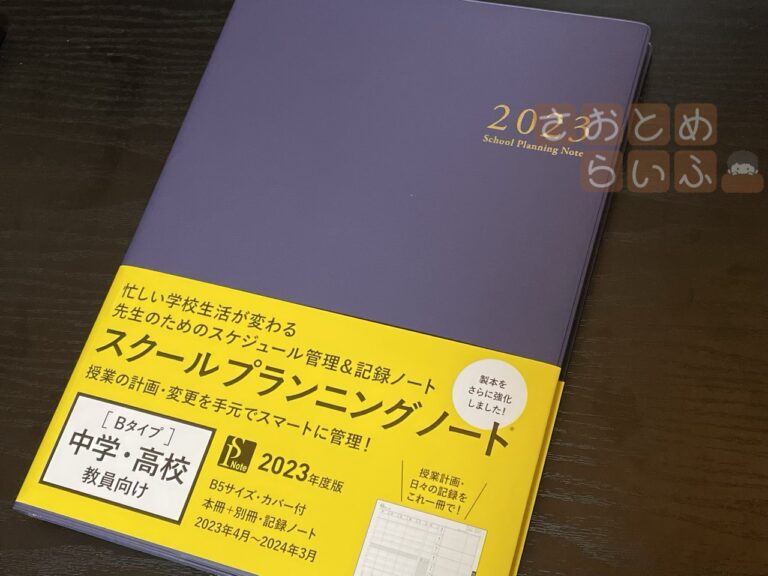 2023
School Planning Note
さおとめ
らいふ
忙しい学校生活が変わる
先生のためのスケジュール管理&記録ノート
スクールプランニングノート®
授業の計画・変更を手元でスマートに管理!
製本を
さらに強化
しました!
[Bタイプ]
中学・高校
教員向け
SP
Note
2023年度版
B5サイズ・カバー付
本冊+別冊・記録ノート
2023年4月〜2024年3月
授業計画・
日々の記録を
これ一冊で!